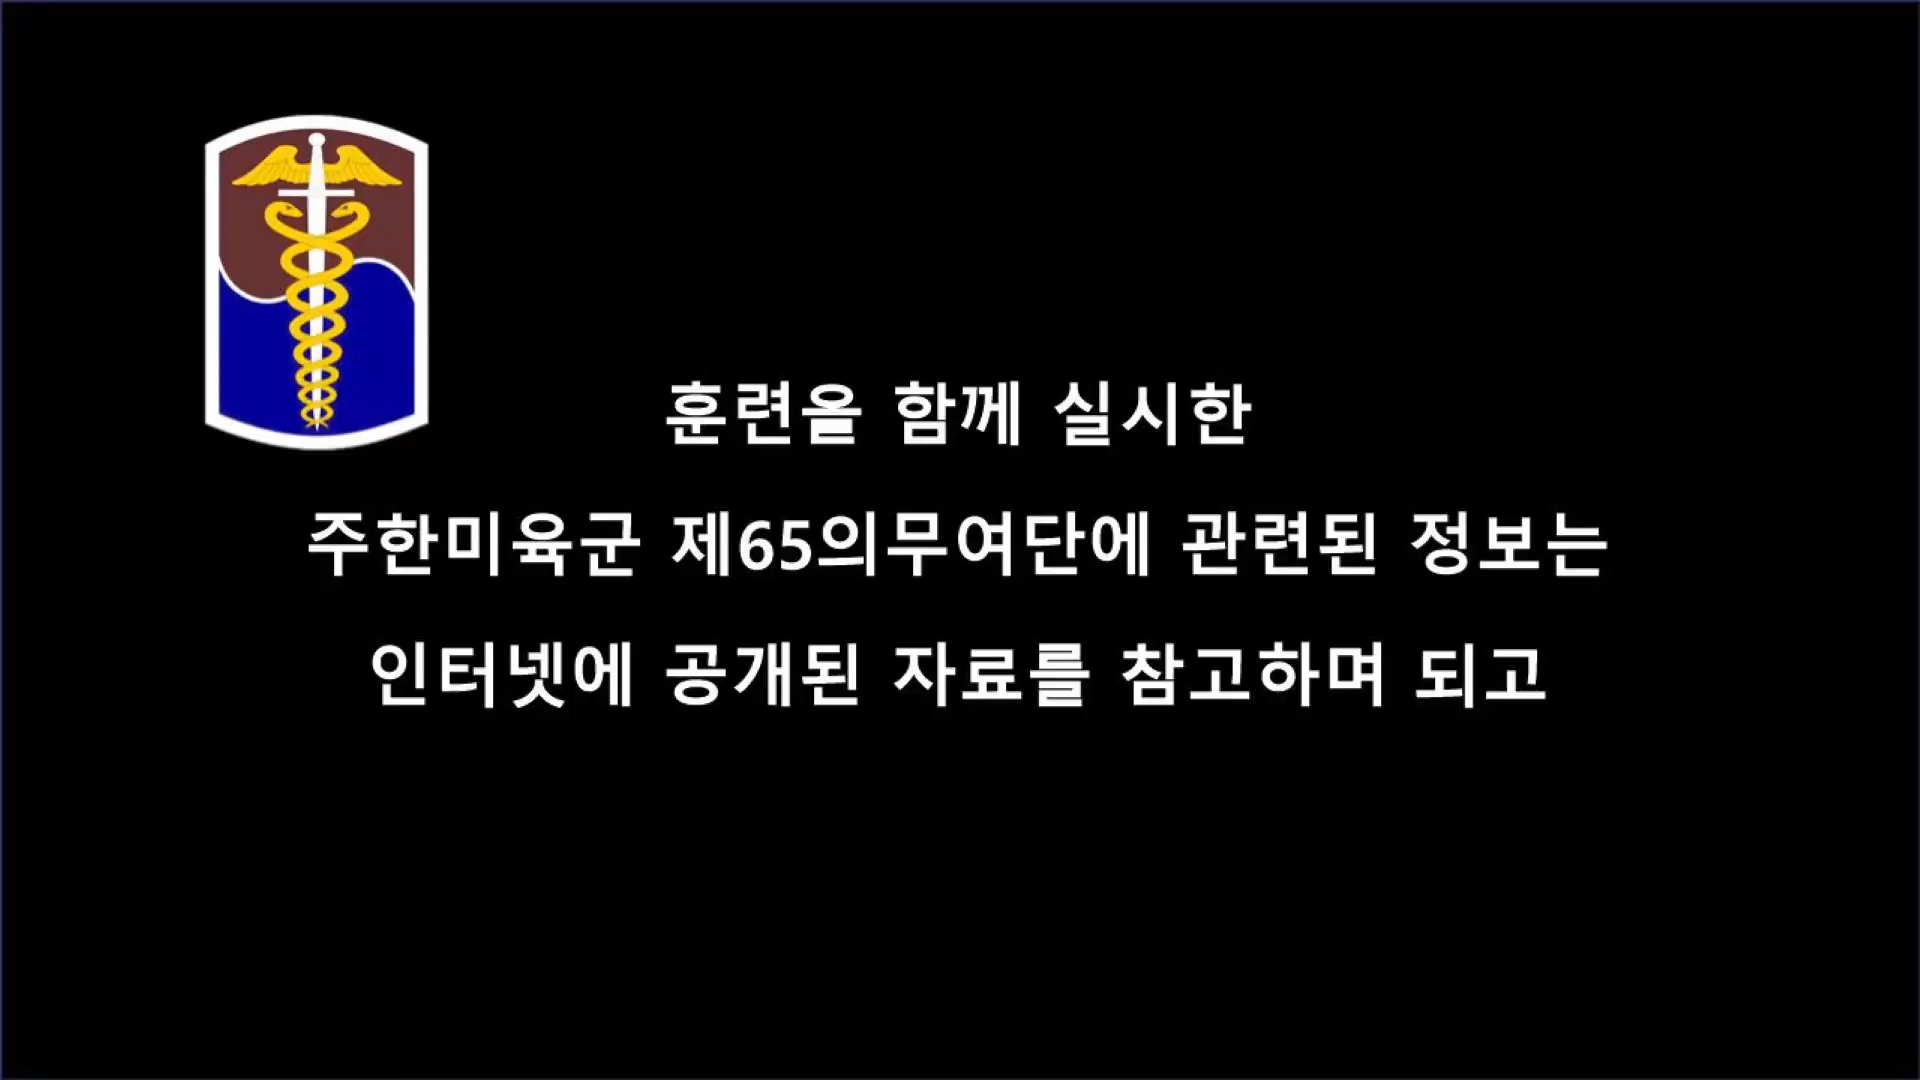 훈련을 함께 실시한
주한미육군 제65의무여단에 관련된 정보는
인터넷에 공개된 자료를 참고하며 되고